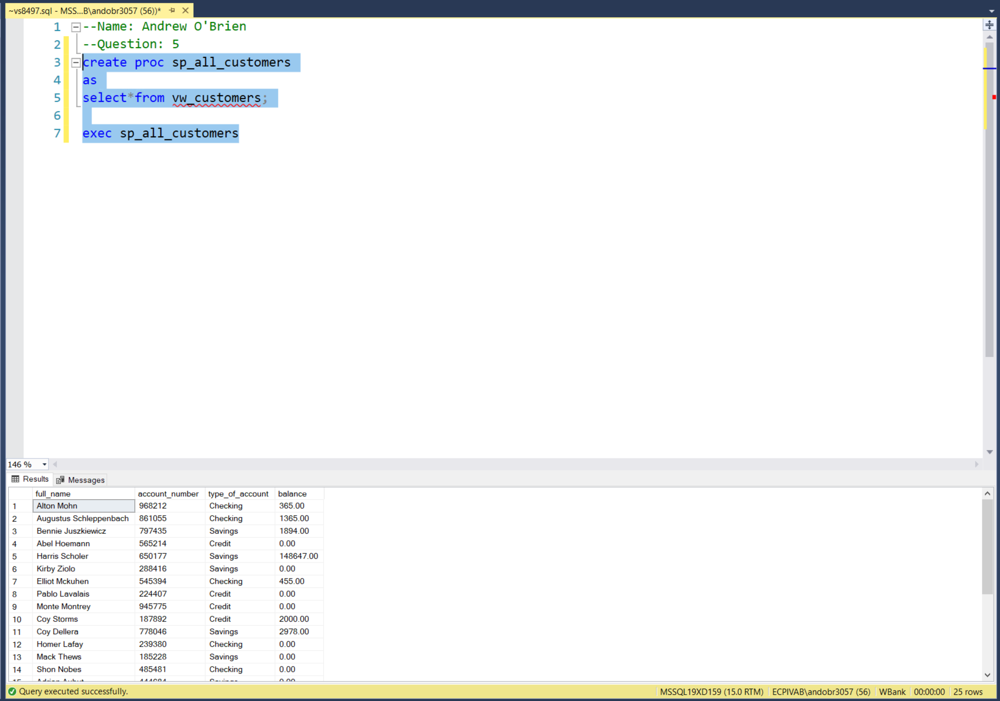 ~vs8497.sql - MSS...B\andobr3057 (56))*
1 --Name: Andrew O'Brien
2 --Question: 5
3 create proc sp_all_customers
4 as
5 select*from vw_customers;
6
7 exec sp_all_customers
146 %
Results Messages
full_name account_number type_of_account balance
1 Alton Mohn 968212 Checking 365.00
2 Augustus Schleppenbach 861055 Checking 1365.00
3 Bennie Juszkiewicz 797435 Savings 1894.00
4 Abel Hoemann 565214 Credit 0.00
5 Harris Scholer 650177 Savings 148647.00
6 Kirby Ziolo 288416 Savings 0.00
7 Elliot Mckuhen 545394 Checking 455.00
8 Pablo Lavalais 224407 Credit 0.00
9 Monte Montrey 945775 Credit 0.00
10 Coy Storms 187892 Credit 2000.00
11 Coy Dellera 778046 Savings 2978.00
12 Homer Lafay 239380 Checking 0.00
13 Mack Thews 185228 Savings 0.00
14 Shon Nobes 485481 Checking 0.00
15 Savings 0.00
Query executed successfully. MSSQL19XD159 (15.0 RTM) ECPIVAB\andobr3057 (56) WBank 00:00:00 25 rows